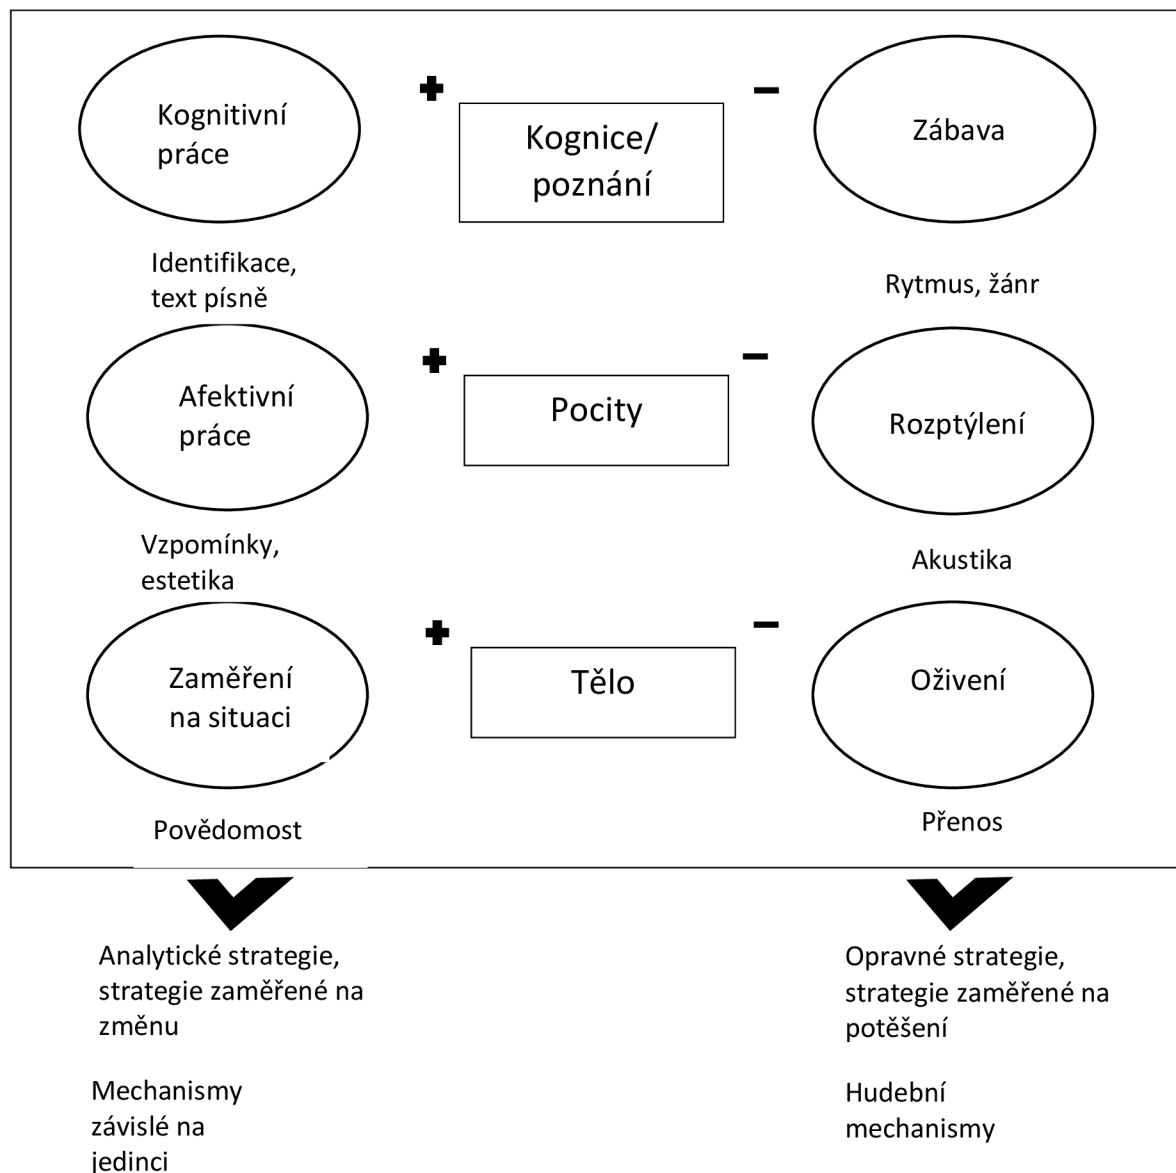 Kognitivní
práce
+
Kognice/
poznání
–
Zábava
Identifikace,
text písně
Rytmus, žánr
Afektivní
práce
+
Pocity
–
Rozptýlení
Vzpomínky,
estetika
Akustika
Zaměření
na situaci
+
Tělo
–
Oživení
Povědomost
Přenos
Analytické strategie,
strategie zaměřené na
změnu
Opravné strategie,
strategie zaměřené na
potěšení
Mechanismy
závislé na
jedinci
Hudební
mechanismy